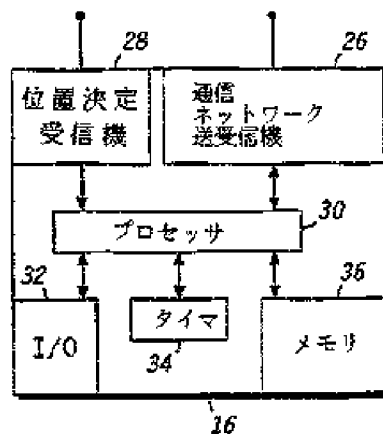 28
26
位置決定
受信機
通信
ネットワーク
送受信機
30
プロセッサ
32
36
I/O
タイマ
34
メモリ
16